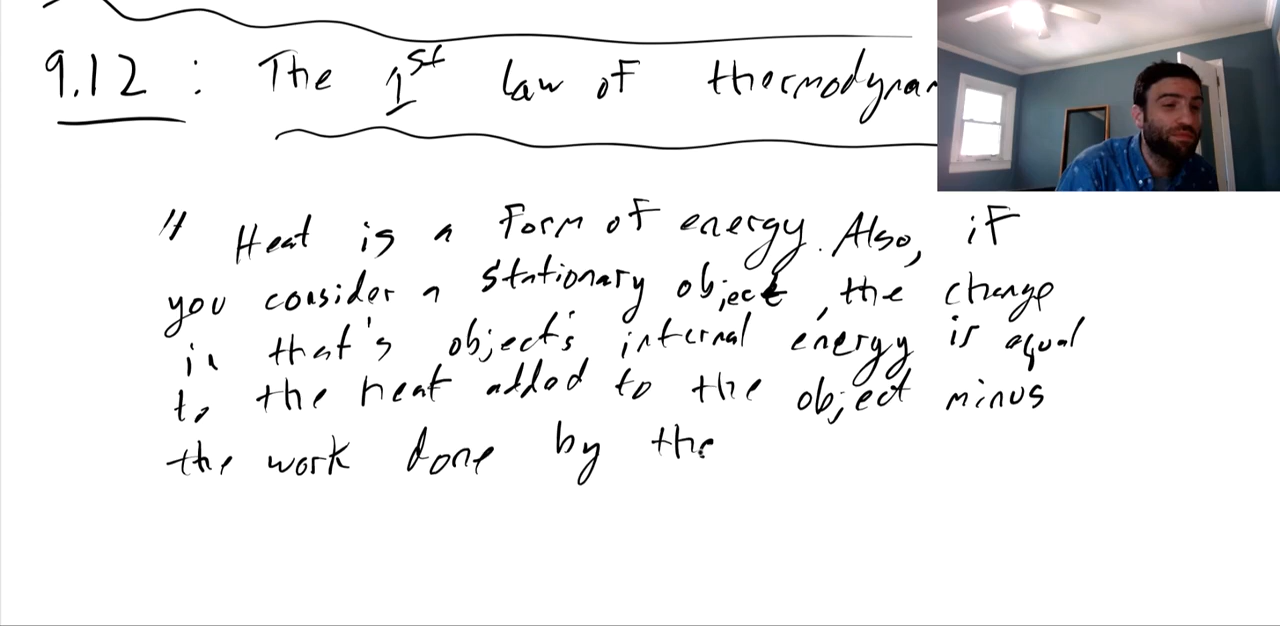 9.12 : The 1st law of thermodynam
" Heat is a form of energy. Also, if
you consider a stationary object, the change
in that's object's internal energy is equal
to the heat added to the object minus
the work done by the